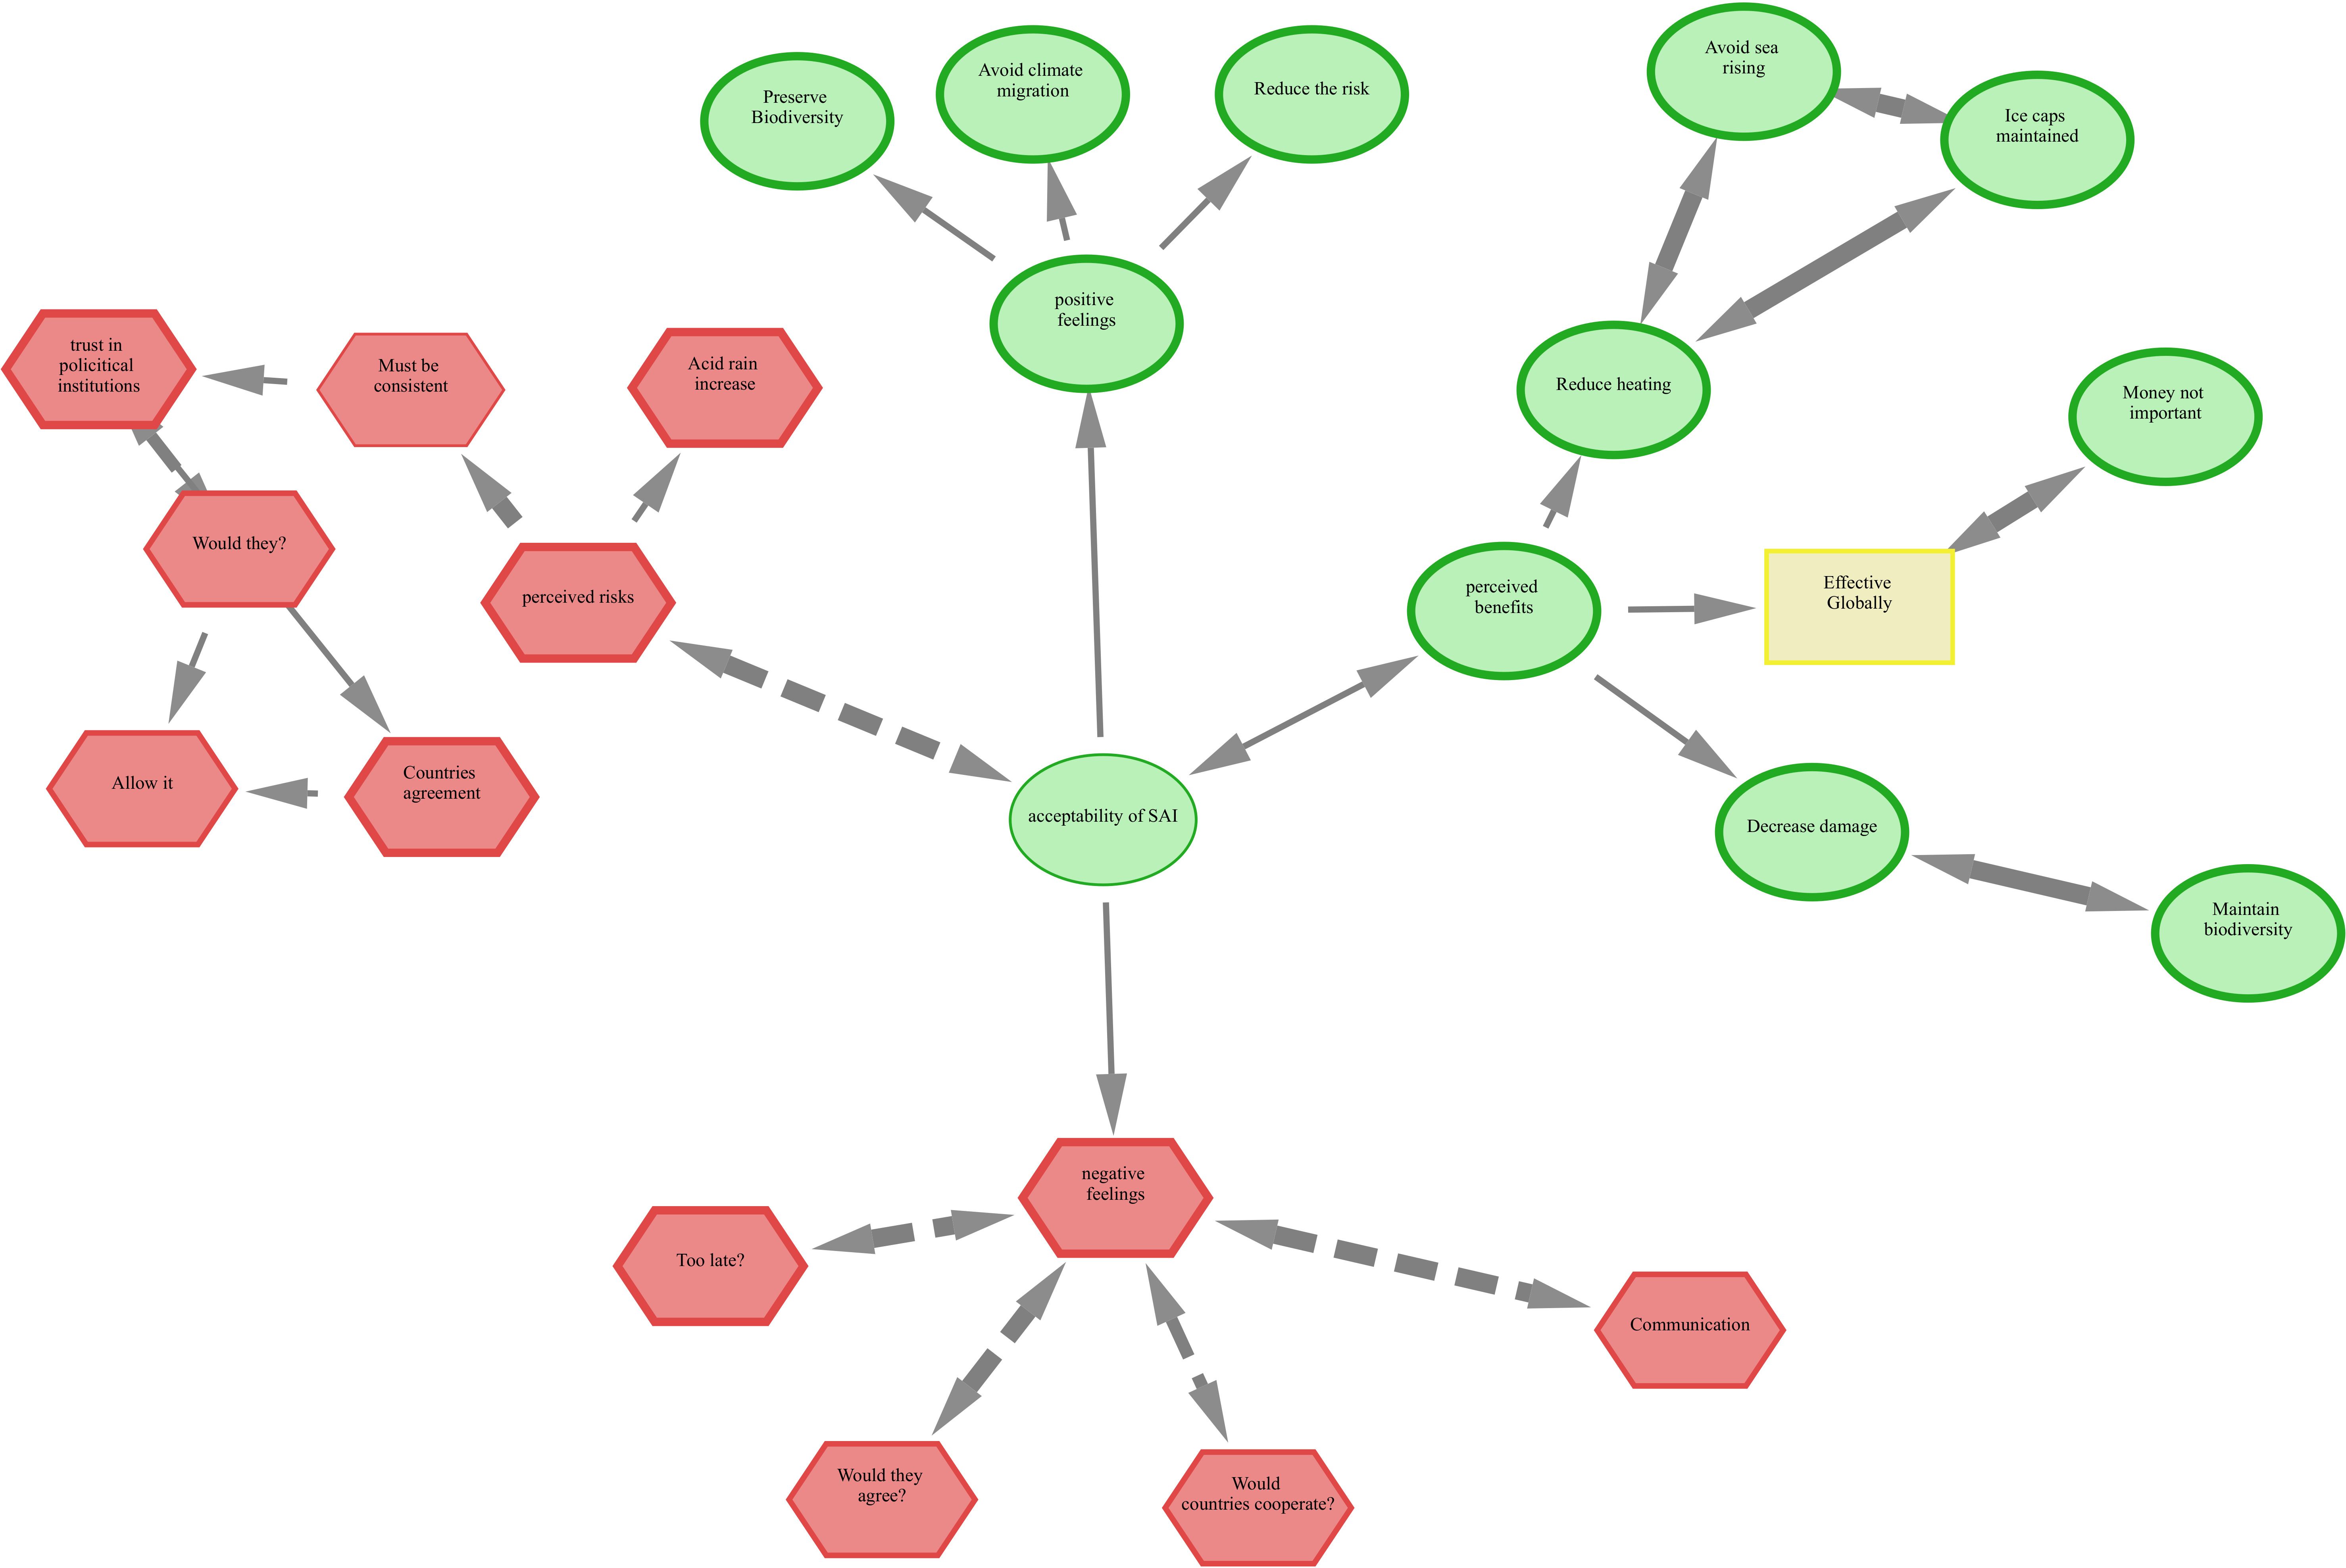 Avoid sea
rising
Avoid climate
migration
Reduce the risk
Preserve
Biodiversity
Ice caps
maintained
positive
feelings
trust in
policitical
institutions
Must be
consistent
Acid rain
increase
Reduce heating
Money not
important
Would they?
perceived risks
perceived
benefits
Effective
Globally
Allow it
Countries
agreement
acceptability of SAI
Decrease damage
Maintain
biodiversity
negative
feelings
Too late?
Communication
Would they
agree?
Would
countries cooperate?